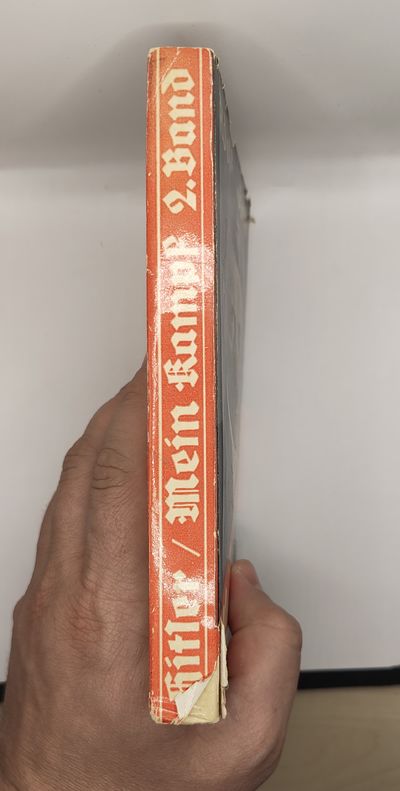 Hitler / Mein Kampf 2. Band